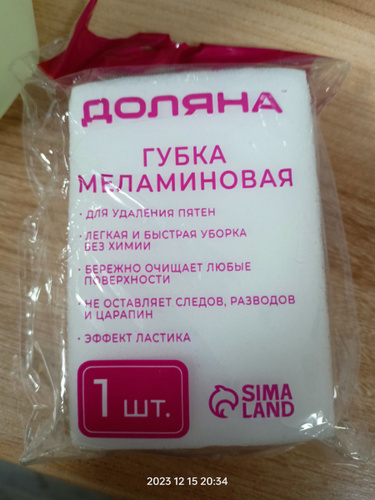 ДОЛЯНА
ГУБКА
МЕЛАМИНОВАЯ
· ДЛЯ УДАЛЕНИЯ ПЯТЕН
· ЛЕГКАЯ И БЫСТРАЯ УБОРКА
БЕЗ ХИМИИ
· БЕРЕЖНО ОЧИЩАЕТ ЛЮБЫЕ
ПОВЕРХНОСТИ
· НЕ ОСТАВЛЯЕТ СЛЕДОВ, РАЗВОДОВ
И ЦАРАПИН
· ЭФФЕКТ ЛАСТИКА
1 шт.
SIMA
LAND
2023 12 15 20:34